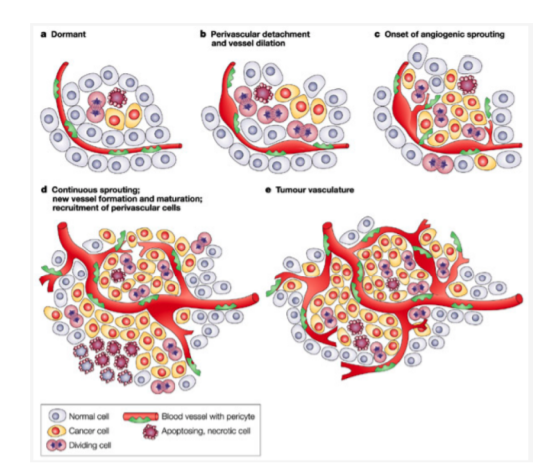 a Dormant
b Perivascular detachment
and vessel dilation
c Onset of angiogenic sprouting
d Continuous sprouting;
new vessel formation and maturation;
recruitment of perivascular cells
e Tumour vasculature
Normal cell
Blood vessel with pericyte
Cancer cell
Apoptosing, necrotic cell
Dividing cell